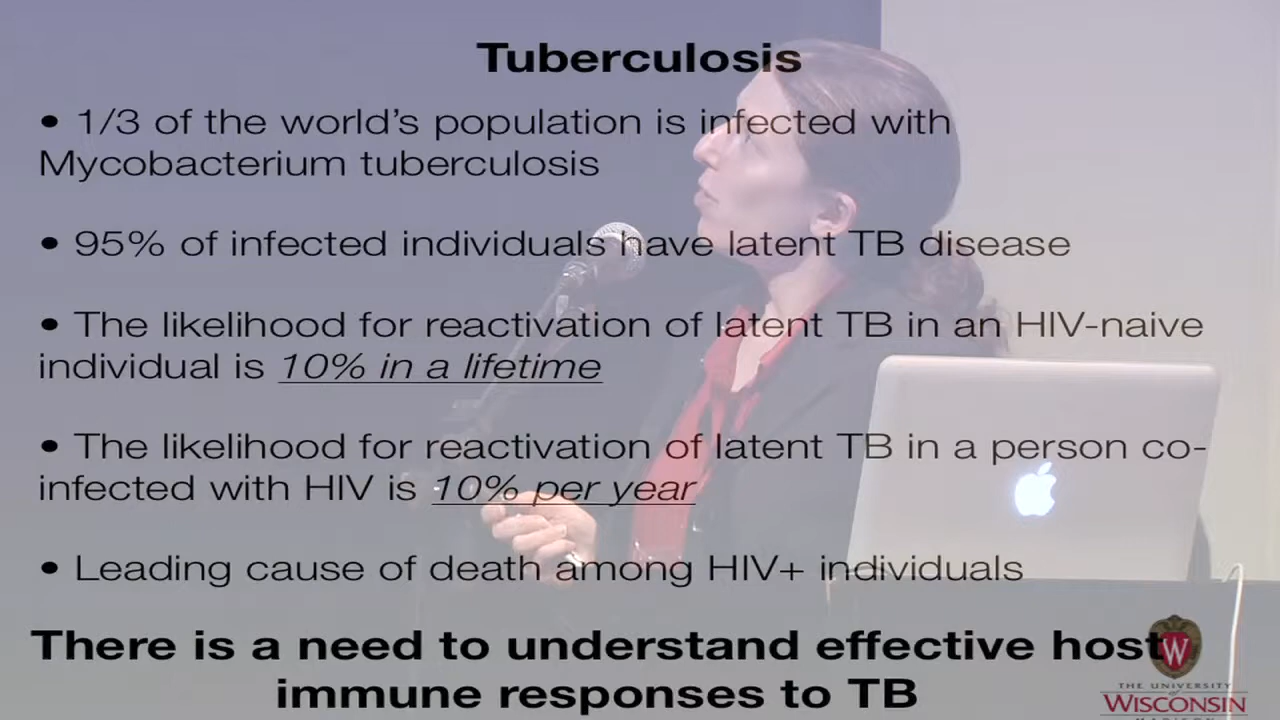 Tuberculosis
• 1/3 of the world's population is infected with
Mycobacterium tuberculosis
• 95% of infected individuals have latent TB disease
• The likelihood for reactivation of latent TB in an HIV-naive
individual is 10% in a lifetime
• The likelihood for reactivation of latent TB in a person co-
infected with HIV is 10% per year
• Leading cause of death among HIV+ individuals
There is a need to understand effective host
immune responses to TB
W
THE UNIVERSITY
WISCONSIN
MADISON